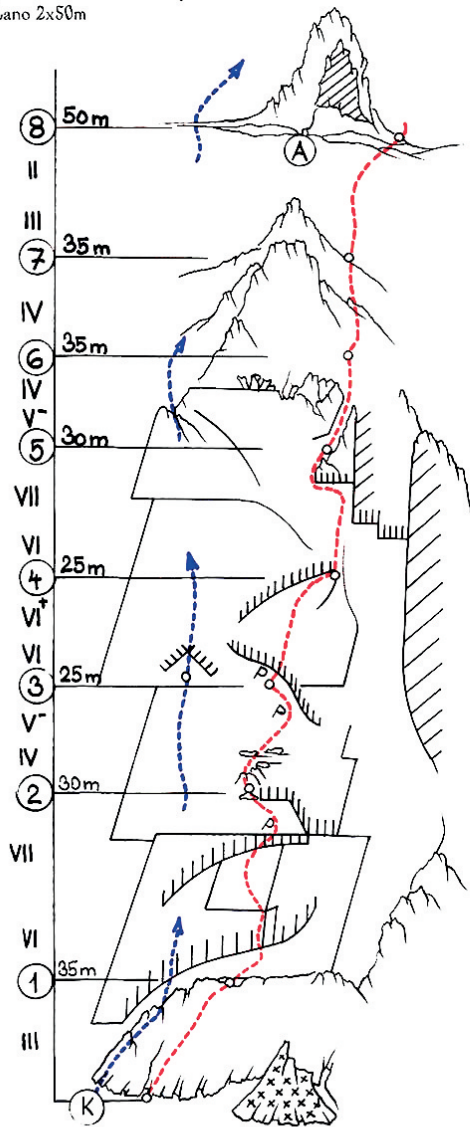 ano 2x50m
8 50m
A
II
III
7 35m
IV
6 35m
IV
V-
5 30m
VII
VI
4 25m
VI+
VI
3 25m
P
P
V-
IV
2 30m
P
VII
VI
1 35m
III
K